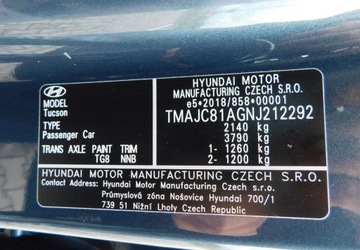 HYUNDAI
MODEL
Tucson
TYPE
Passenger Car
TRANS AXLE PAINT TRIM
TG8 NNB
HYUNDAI MOTOR
MANUFACTURING CZECH S.R.O.
e5*2018/858*00001
TMAJC81AGNJ212292
2140 kg
3790 kg
1- 1260 kg
2- 1200 kg
HYUNDAI MOTOR MANUFACTURING CZECH S.R.O.
Contact Address: Hyundai Motor Manufacturing Czech s.r.o.
Průmyslová zóna Nošovice Hyundai 700/1
739 51 Nižní Lhoty Czech Republic